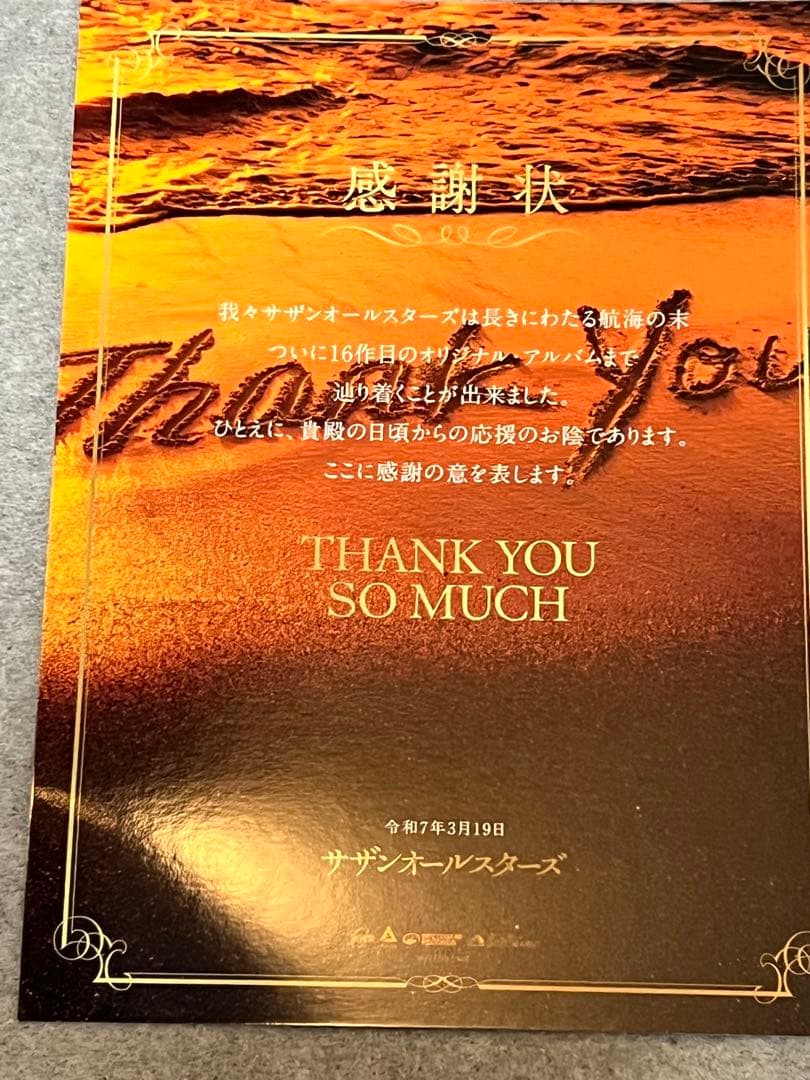 感謝状
我々サザンオールスターズは長きにわたる航海の末
ついに16作目のオリジナル・アルバムまで
辿り着くことが出来ました。
ひとえに、貴殿の日頃からの応援のお陰であります。
ここに感謝の意を表します。
Thank You
THANK YOU
SO MUCH
令和7年3月19日
サザンオールスターズ